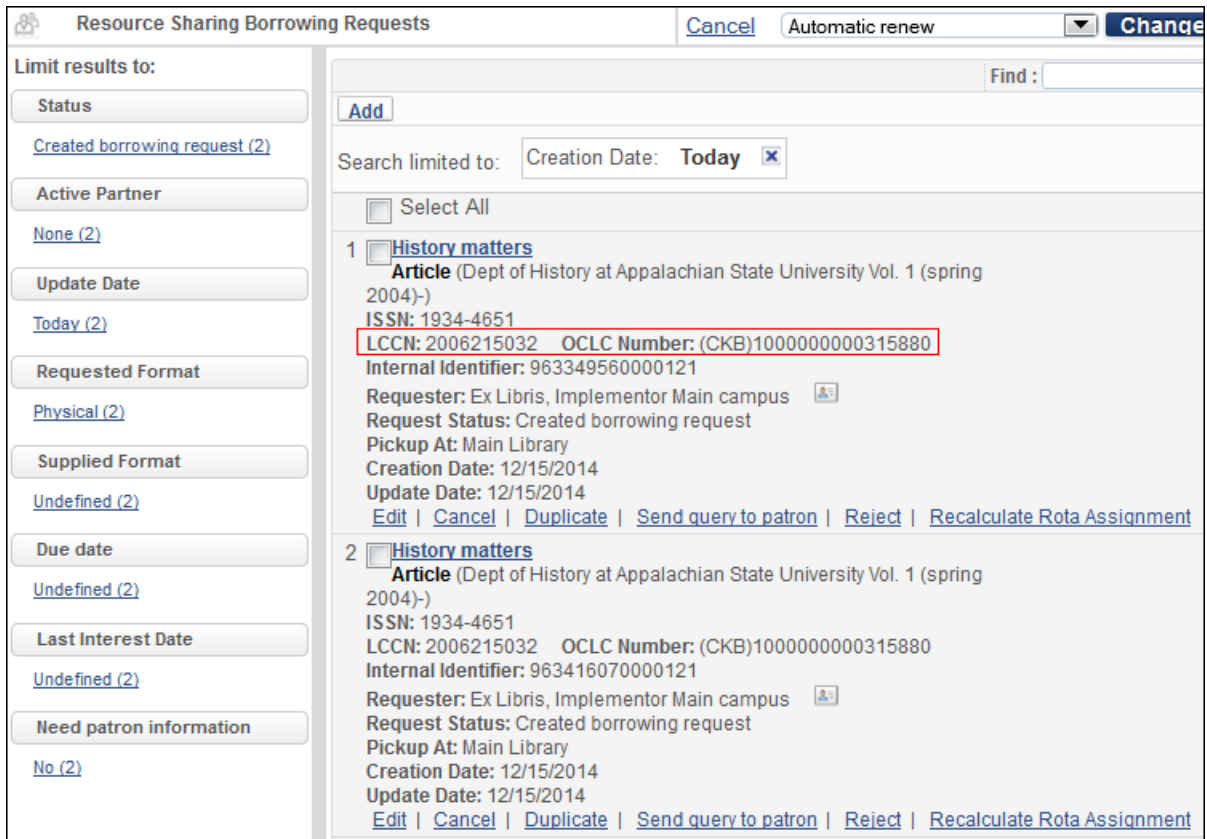 Resource Sharing Borrowing Requests
Cancel Automatic renew Change
Limit results to:
Status
Created borrowing request (2)
Active Partner
None (2)
Update Date
Today (2)
Requested Format
Physical (2)
Supplied Format
Undefined (2)
Due date
Undefined (2)
Last Interest Date
Undefined (2)
Need patron information
No (2)
Find :
Add
Search limited to: Creation Date: Today
Select All
1 History matters
Article (Dept of History at Appalachian State University Vol. 1 (spring
2004)-)
ISSN: 1934-4651
LCCN: 2006215032 OCLC Number: (CKB)1000000000315880
Internal Identifier: 963349560000121
Requester: Ex Libris, Implementor Main campus
Request Status: Created borrowing request
Pickup At: Main Library
Creation Date: 12/15/2014
Update Date: 12/15/2014
Edit | Cancel | Duplicate | Send query to patron | Reject | Recalculate Rota Assignment
2 History matters
Article (Dept of History at Appalachian State University Vol. 1 (spring
2004)-)
ISSN: 1934-4651
LCCN: 2006215032 OCLC Number: (CKB)1000000000315880
Internal Identifier: 963416070000121
Requester: Ex Libris, Implementor Main campus
Request Status: Created borrowing request
Pickup At: Main Library
Creation Date: 12/15/2014
Update Date: 12/15/2014
Edit | Cancel | Duplicate | Send query to patron | Reject | Recalculate Rota Assignment